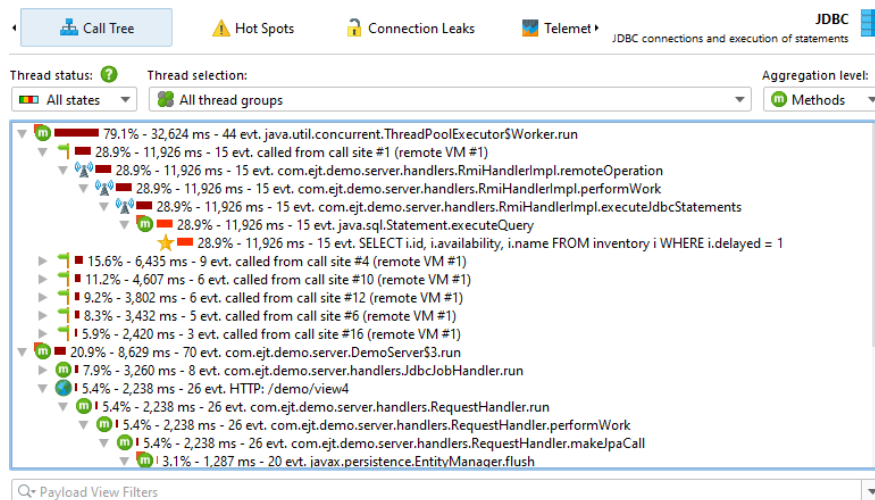 Call Tree
Hot Spots
Connection Leaks
Telemet
JDBC
JDBC connections and execution of statements
Thread status: ?
Thread selection:
Aggregation level:
All states
All thread groups
m Methods
m 79.1% - 32,624 ms - 44 evt. java.util.concurrent.ThreadPoolExecutor$Worker.run
28.9% - 11,926 ms - 15 evt. called from call site #1 (remote VM #1)
28.9% - 11,926 ms - 15 evt. com.ejt.demo.server.handlers.RmiHandlerImpl.remoteOperation
28.9% - 11,926 ms - 15 evt. com.ejt.demo.server.handlers.RmiHandlerImpl.performWork
28.9% - 11,926 ms - 15 evt. com.ejt.demo.server.handlers.RmiHandlerImpl.executeJdbcStatements
m 28.9% - 11,926 ms - 15 evt. java.sql.Statement.executeQuery
28.9% - 11,926 ms - 15 evt. SELECT i.id, i.availability, i.name FROM inventory i WHERE i.delayed = 1
15.6% - 6,435 ms - 9 evt. called from call site #4 (remote VM #1)
11.2% - 4,607 ms - 6 evt. called from call site #10 (remote VM #1)
9.2% - 3,802 ms - 6 evt. called from call site #12 (remote VM #1)
8.3% - 3,432 ms - 5 evt. called from call site #6 (remote VM #1)
5.9% - 2,420 ms - 3 evt. called from call site #16 (remote VM #1)
m 20.9% - 8,629 ms - 70 evt. com.ejt.demo.server.DemoServer$3.run
m 7.9% - 3,260 ms - 8 evt. com.ejt.demo.server.handlers.JdbcJobHandler.run
5.4% - 2,238 ms - 26 evt. HTTP: /demo/view4
m 5.4% - 2,238 ms - 26 evt. com.ejt.demo.server.handlers.RequestHandler.run
m 5.4% - 2,238 ms - 26 evt. com.ejt.demo.server.handlers.RequestHandler.performWork
m 5.4% - 2,238 ms - 26 evt. com.ejt.demo.server.handlers.RequestHandler.makeJpaCall
m 3.1% - 1,287 ms - 20 evt. javax.persistence.EntityManager.flush
Payload View Filters